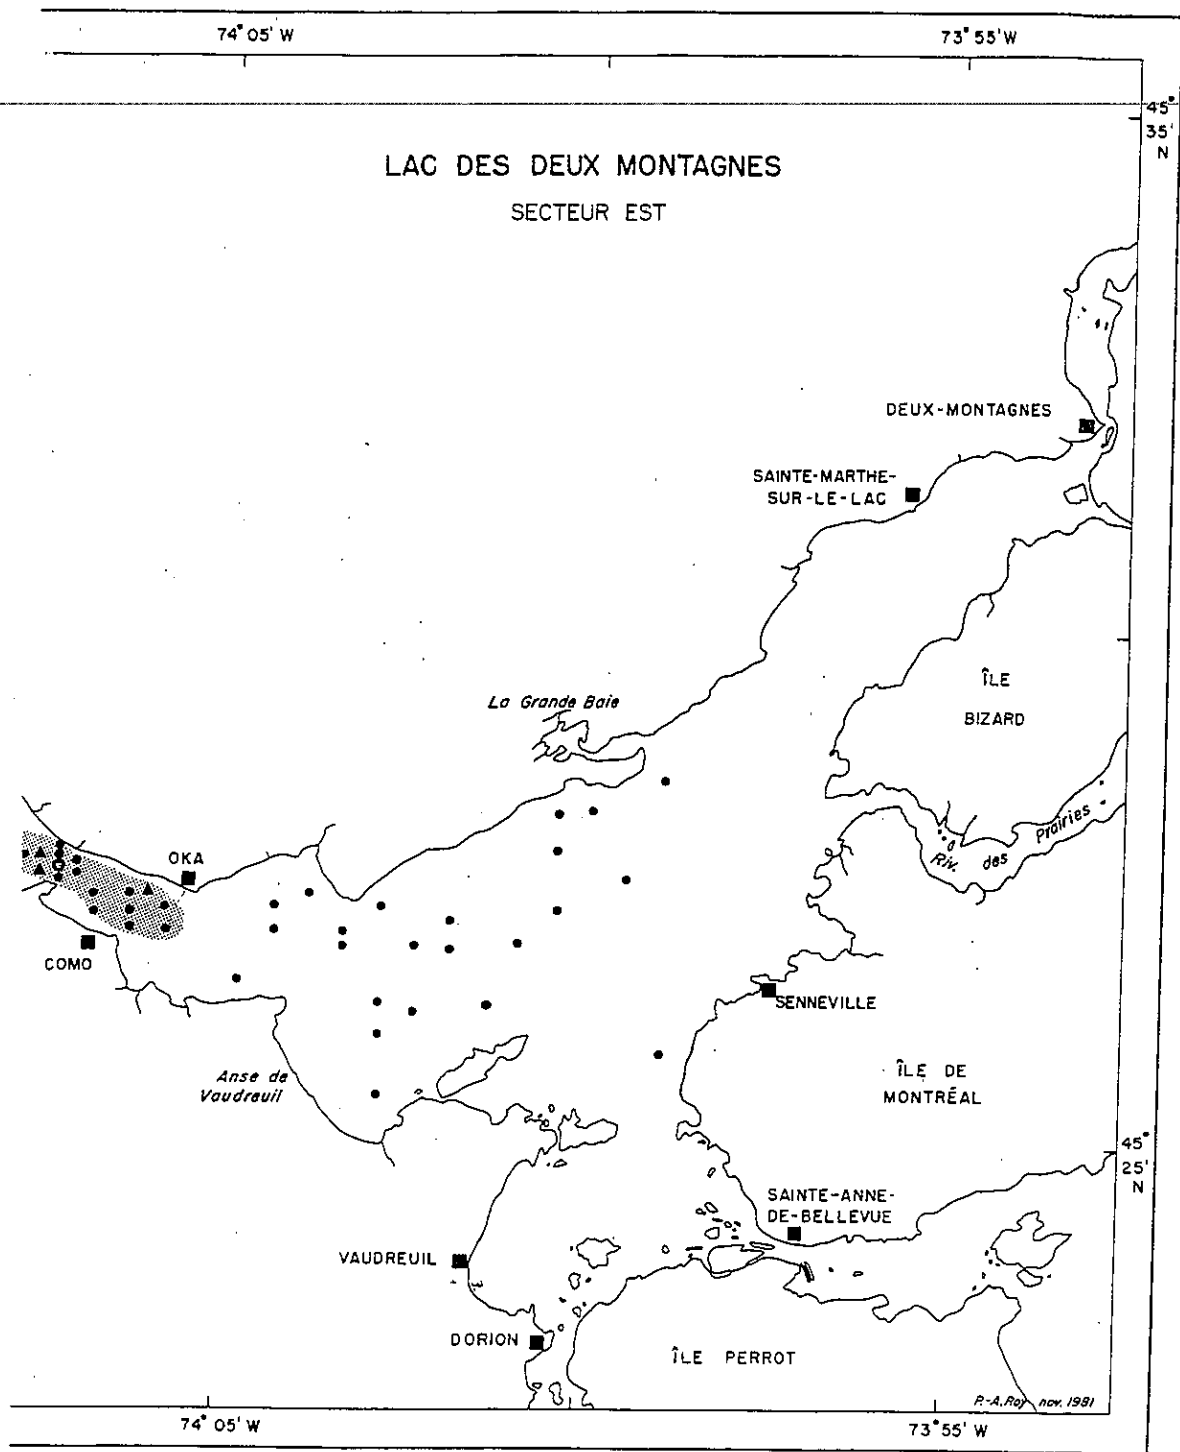 74° 05' W
73° 55' W
45°
35'
N
LAC DES DEUX MONTAGNES
SECTEUR EST
DEUX-MONTAGNES
SAINTE-MARTHE-
SUR-LE-LAC
La Grande Baie
ÎLE
BIZARD
OKA
Riv. des Prairies
COMO
SENNEVILLE
Anse de
Vaudreuil
ÎLE DE
MONTRÉAL
45°
25'
N
SAINTE-ANNE-
DE-BELLEVUE
VAUDREUIL
DORION
ÎLE PERROT
P.-A. Roy nov. 1981
74° 05' W
73° 55' W